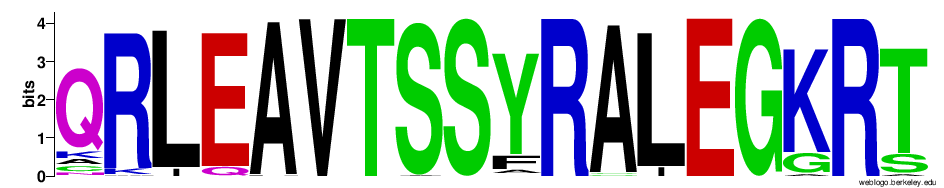 4
3
2
1
0
bits
QRLEAVTSSYRALEGKRT
K F G S
A
C
N K I Q I
weblogo.berkeley.edu